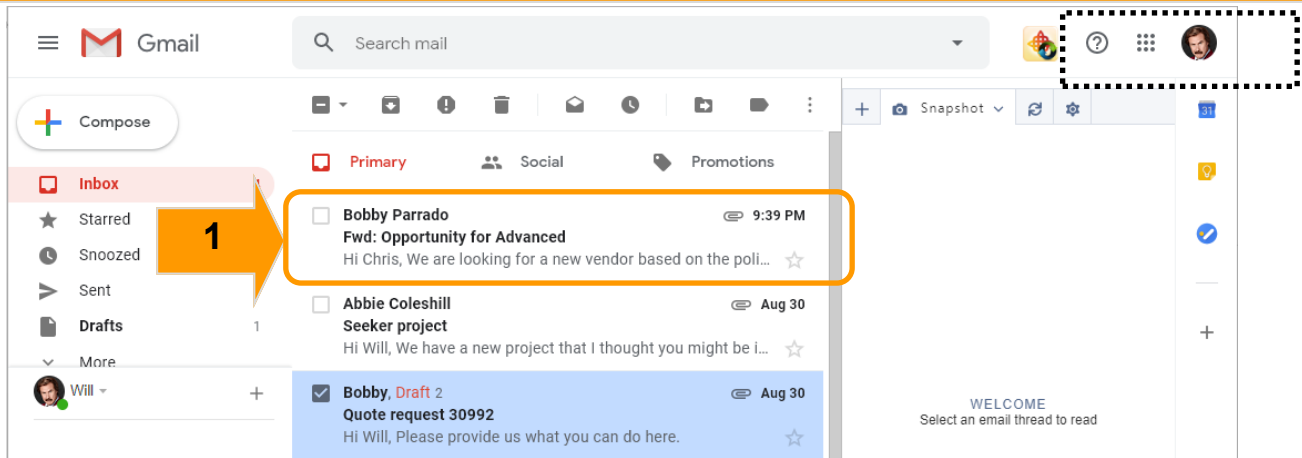 Gmail
Search mail
Compose
Snapshot
31
Primary
Social
Promotions
Inbox
Starred
1
Snoozed
Sent
Drafts 1
More
Will
Bobby Parrado 9:39 PM
Fwd: Opportunity for Advanced
Hi Chris, We are looking for a new vendor based on the poli...
Abbie Coleshill Aug 30
Seeker project
Hi Will, We have a new project that I thought you might be i...
Bobby, Draft 2 Aug 30
Quote request 30992
Hi Will, Please provide us what you can do here.
WELCOME
Select an email thread to read